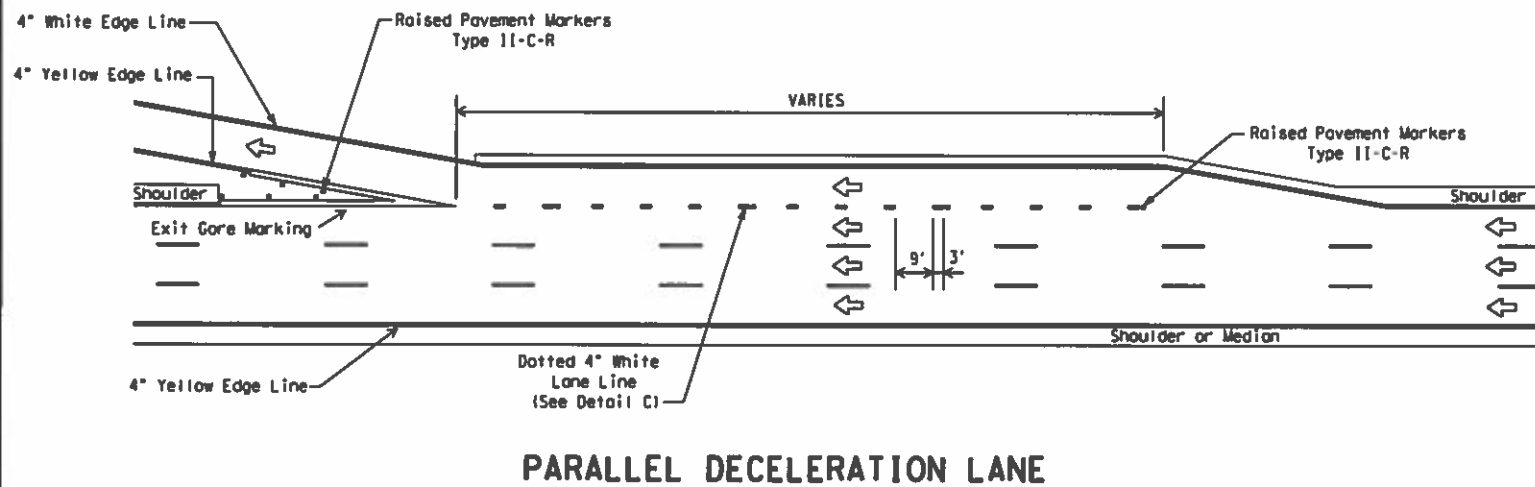 4" White Edge Line
Raised Pavement Markers
Type II-C-R
4" Yellow Edge Line
VARIES
Raised Pavement Markers
Type II-C-R
Shoulder
Shoulder
Exit Gore Marking
9'
3'
Shoulder or Median
4" Yellow Edge Line
Dotted 4" White
Lane Line
(See Detail C)
PARALLEL DECELERATION LANE